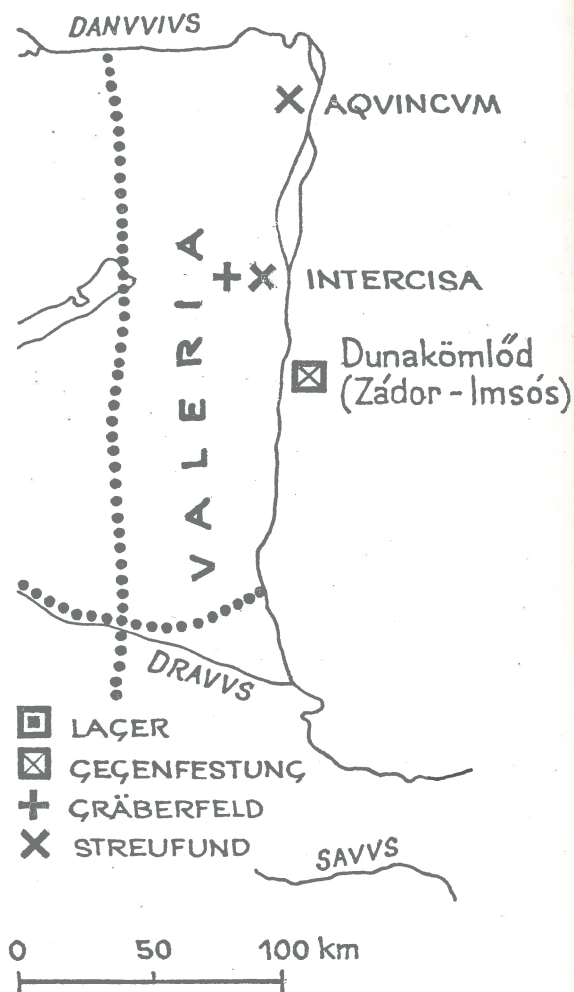 DANVVIVS
AQVINCVM
INTERCISA
VALERIA
Dunakömlőd
(Zádor-Imsós)
DRAVVS
LAGER
GEGENFESTUNG
GRÄBERFELD
STREUFUND
SAVVS
0 50 100 km